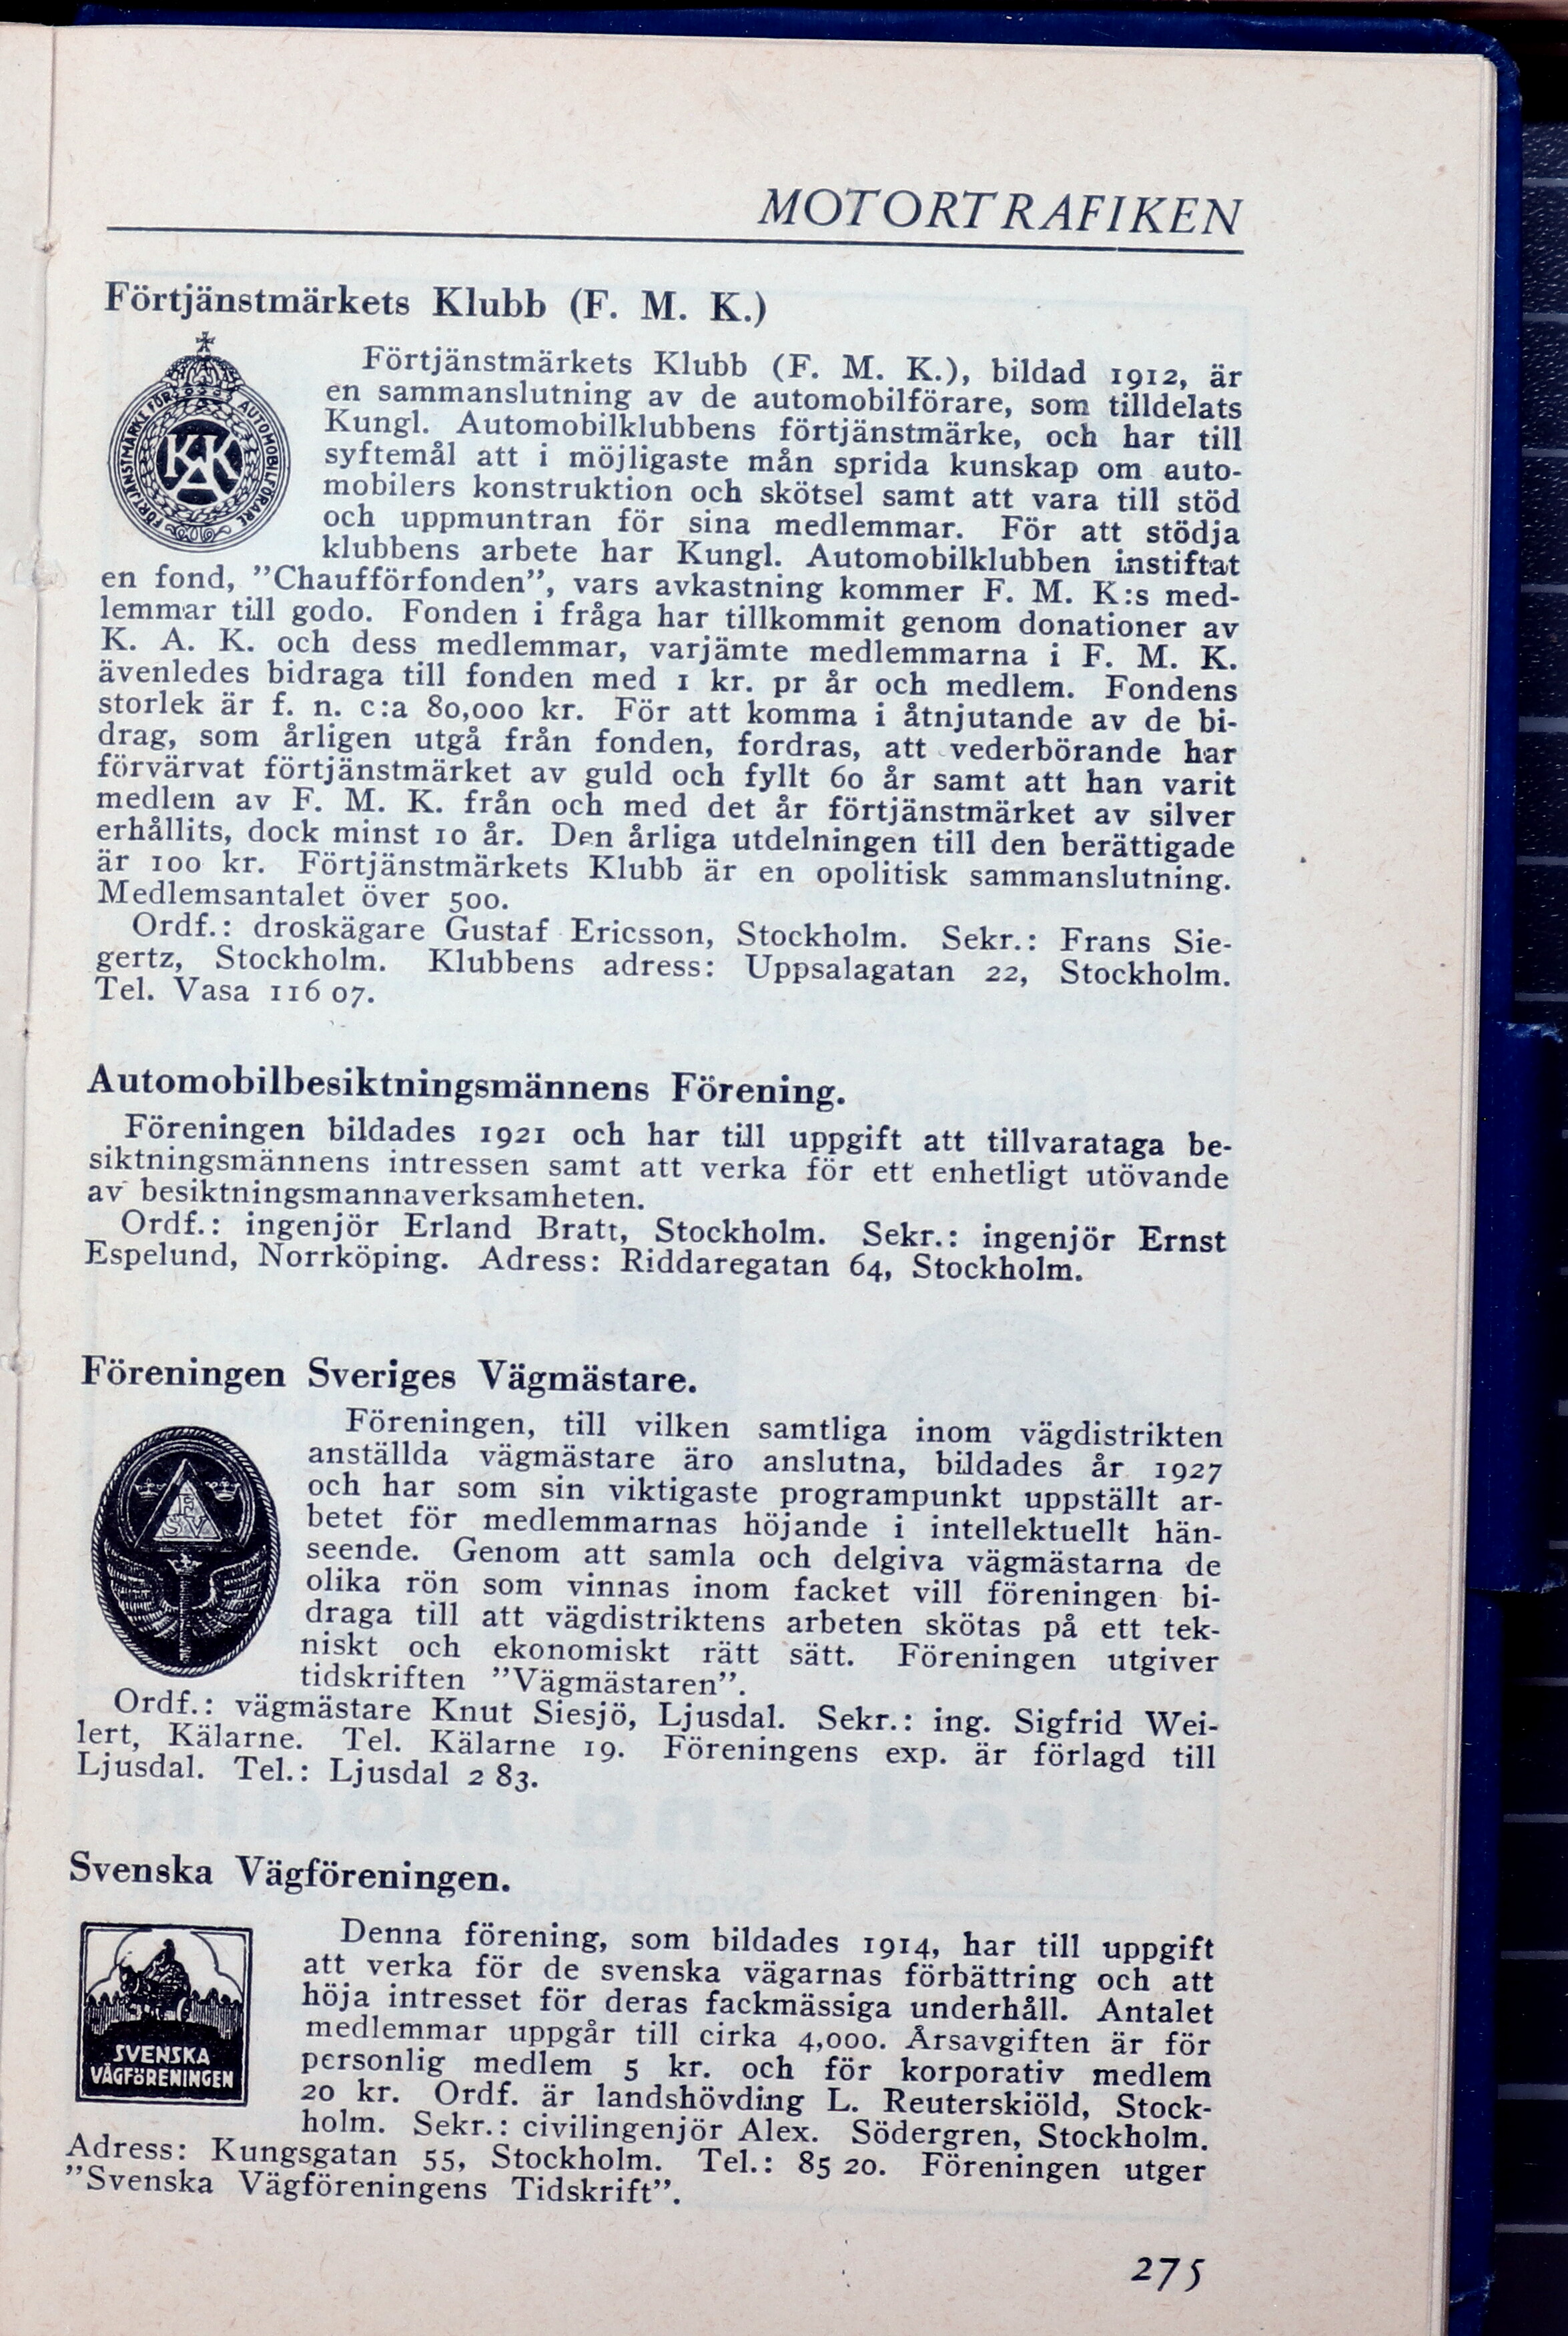 MOTORTRAFIKEN
Förtjänstmärkets Klubb (F. M. K.)
FÖRTJÄNSTMÄRKE FÖR AUTOMOBILFÖRARE
KAK
Förtjänstmärkets Klubb (F. M. K.), bildad 1912, är
en sammanslutning av de automobilförare, som tilldelats
Kungl. Automobilklubbens förtjänstmärke, och har till
syftemål att i möjligaste mån sprida kunskap om auto-
mobilers konstruktion och skötsel samt att vara till stöd
och uppmuntran för sina medlemmar. För att stödja
klubbens arbete har Kungl. Automobilklubben instiftat
en fond, ”Chaufförfonden”, vars avkastning kommer F. M. K:s med-
lemmar till godo. Fonden i fråga har tillkommit genom donationer av
K. A. K. och dess medlemmar, varjämte medlemmarna i F. M. K.
ävenledes bidraga till fonden med 1 kr. pr år och medlem. Fondens
storlek är f. n. c:a 80,000 kr. För att komma i åtnjutande av de bi-
drag, som årligen utgå från fonden, fordras, att vederbörande har
förvärvat förtjänstmärket av guld och fyllt 60 år samt att han varit
medlem av F. M. K. från och med det år förtjänstmärket av silver
erhållits, dock minst 10 år. Den årliga utdelningen till den berättigade
är 100 kr. Förtjänstmärkets Klubb är en opolitisk sammanslutning.
Medlemsantalet över 500.
Ordf.: droskägare Gustaf Ericsson, Stockholm. Sekr.: Frans Sie-
gertz, Stockholm. Klubbens adress: Uppsalagatan 22, Stockholm.
Tel. Vasa 116 07.
Automobilbesiktningsmännens Förening.
Föreningen bildades 1921 och har till uppgift att tillvarataga be-
siktningsmännens intressen samt att verka för ett enhetligt utövande
av besiktningsmannaverksamheten.
Ordf.: ingenjör Erland Bratt, Stockholm. Sekr.: ingenjör Ernst
Espelund, Norrköping. Adress: Riddaregatan 64, Stockholm.
Föreningen Sveriges Vägmästare.
F
S V
Föreningen, till vilken samtliga inom vägdistrikten
anställda vägmästare äro anslutna, bildades år 1927
och har som sin viktigaste programpunkt uppställt ar-
betet för medlemmarnas höjande i intellektuellt hän-
seende. Genom att samla och delgiva vägmästarna de
olika rön som vinnas inom facket vill föreningen bi-
draga till att vägdistriktens arbeten skötas på ett tek-
niskt och ekonomiskt rätt sätt. Föreningen utgiver
tidskriften ”Vägmästaren”.
Ordf.: vägmästare Knut Siesjö, Ljusdal. Sekr.: ing. Sigfrid Wei-
lert, Kälarne. Tel. Kälarne 19. Föreningens exp. är förlagd till
Ljusdal. Tel.: Ljusdal 2 83.
Svenska Vägföreningen.
SVENSKA
VÄGFÖRENINGEN
Denna förening, som bildades 1914, har till uppgift
att verka för de svenska vägarnas förbättring och att
höja intresset för deras fackmässiga underhåll. Antalet
medlemmar uppgår till cirka 4,000. Årsavgiften är för
personlig medlem 5 kr. och för korporativ medlem
20 kr. Ordf. är landshövding L. Reuterskiöld, Stock-
holm. Sekr.: civilingenjör Alex. Södergren, Stockholm.
Adress: Kungsgatan 55, Stockholm. Tel.: 85 20. Föreningen utger
”Svenska Vägföreningens Tidskrift”.
275